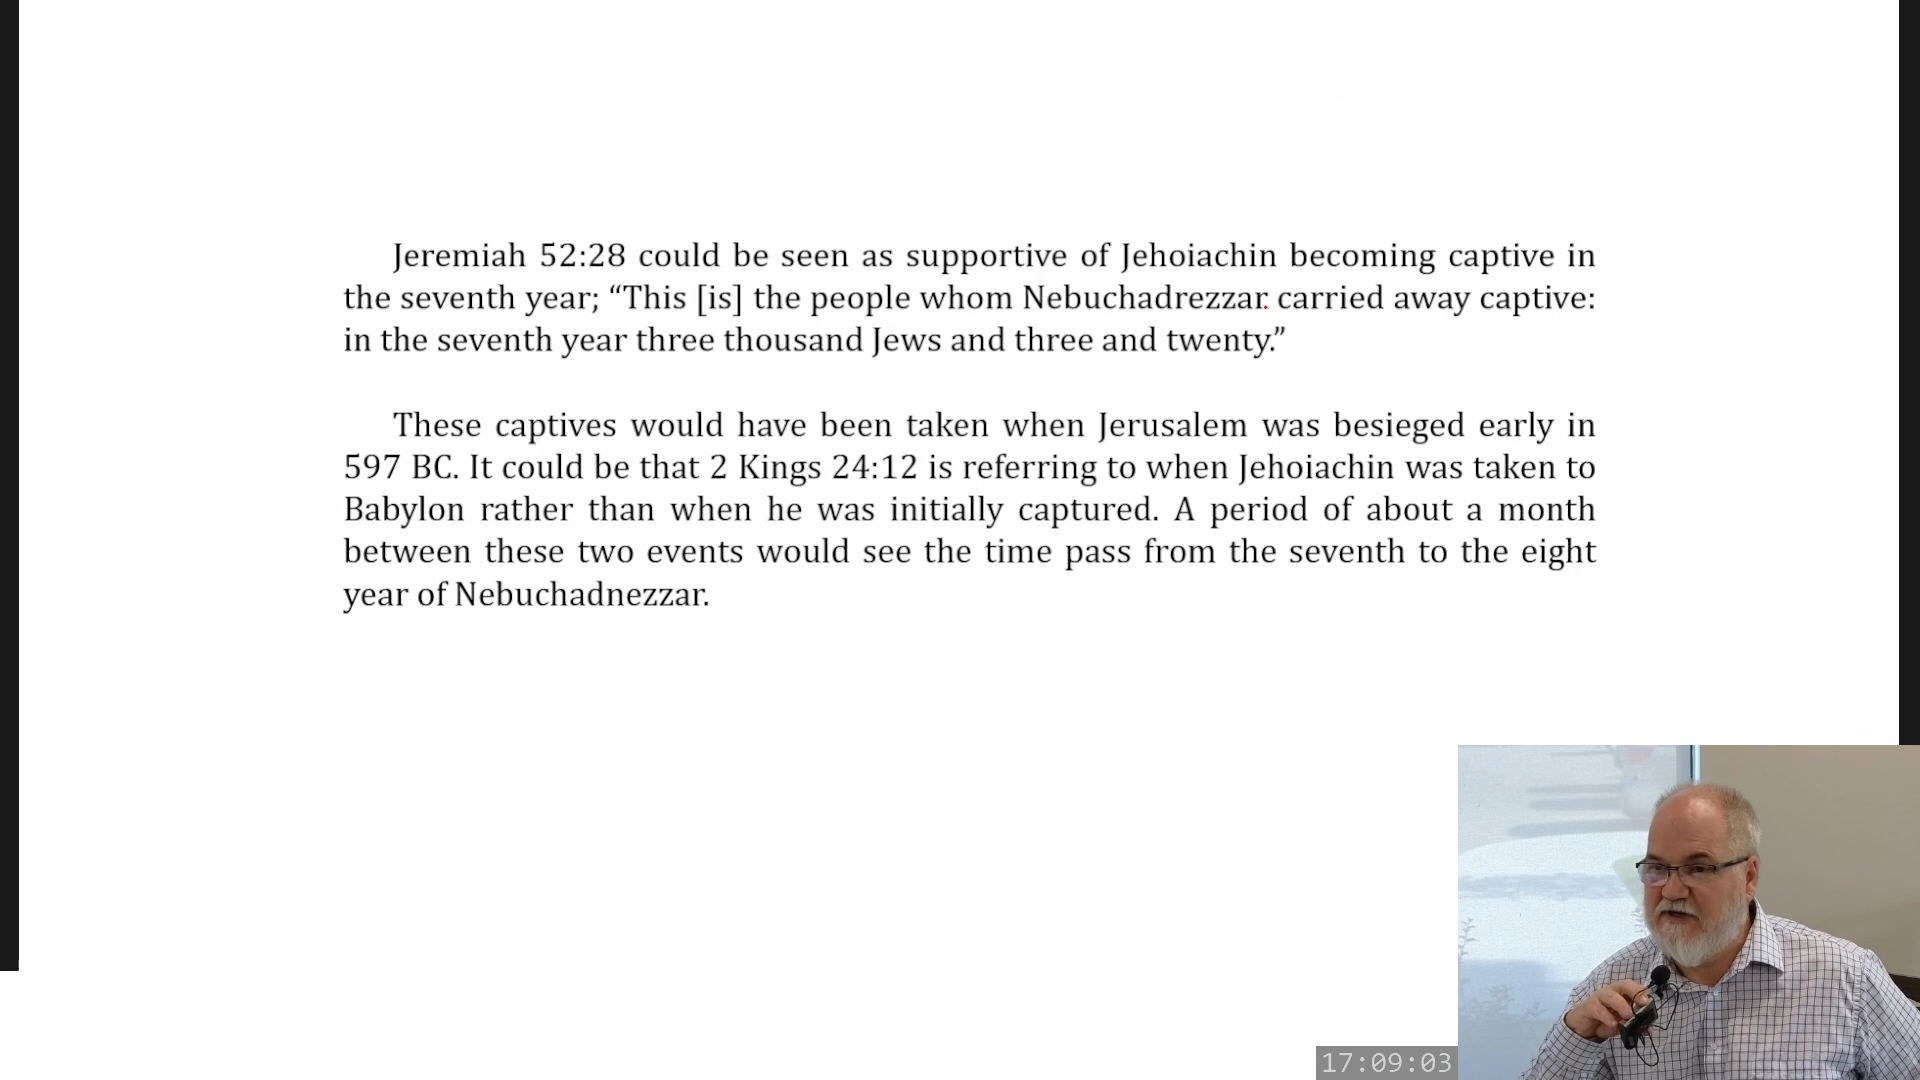 Jeremiah 52:28 could be seen as supportive of Jehoiachin becoming captive in
the seventh year; “This [is] the people whom Nebuchadrezzar carried away captive:
in the seventh year three thousand Jews and three and twenty.”
These captives would have been taken when Jerusalem was besieged early in
597 BC. It could be that 2 Kings 24:12 is referring to when Jehoiachin was taken to
Babylon rather than when he was initially captured. A period of about a month
between these two events would see the time pass from the seventh to the eight
year of Nebuchadnezzar.
17:09:03